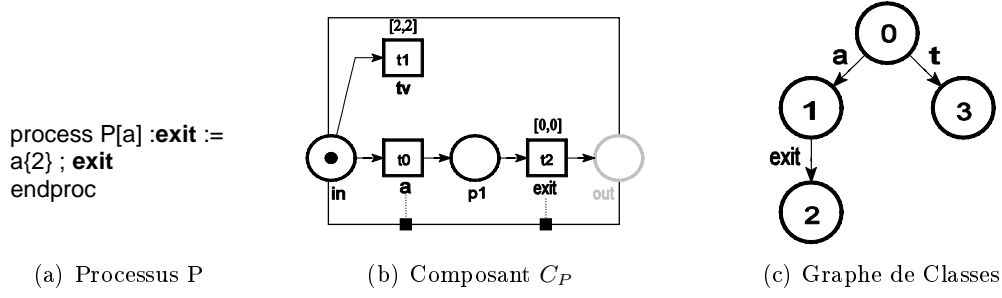 process P[a] :exit :=
a{2} ; exit
endproc
[2,2]
t1
tv
in
t0
a
p1
[0,0]
t2
exit
out
0
a
t
1
3
exit
2
(a) Processus P
(b) Composant C_P
(c) Graphe de Classes